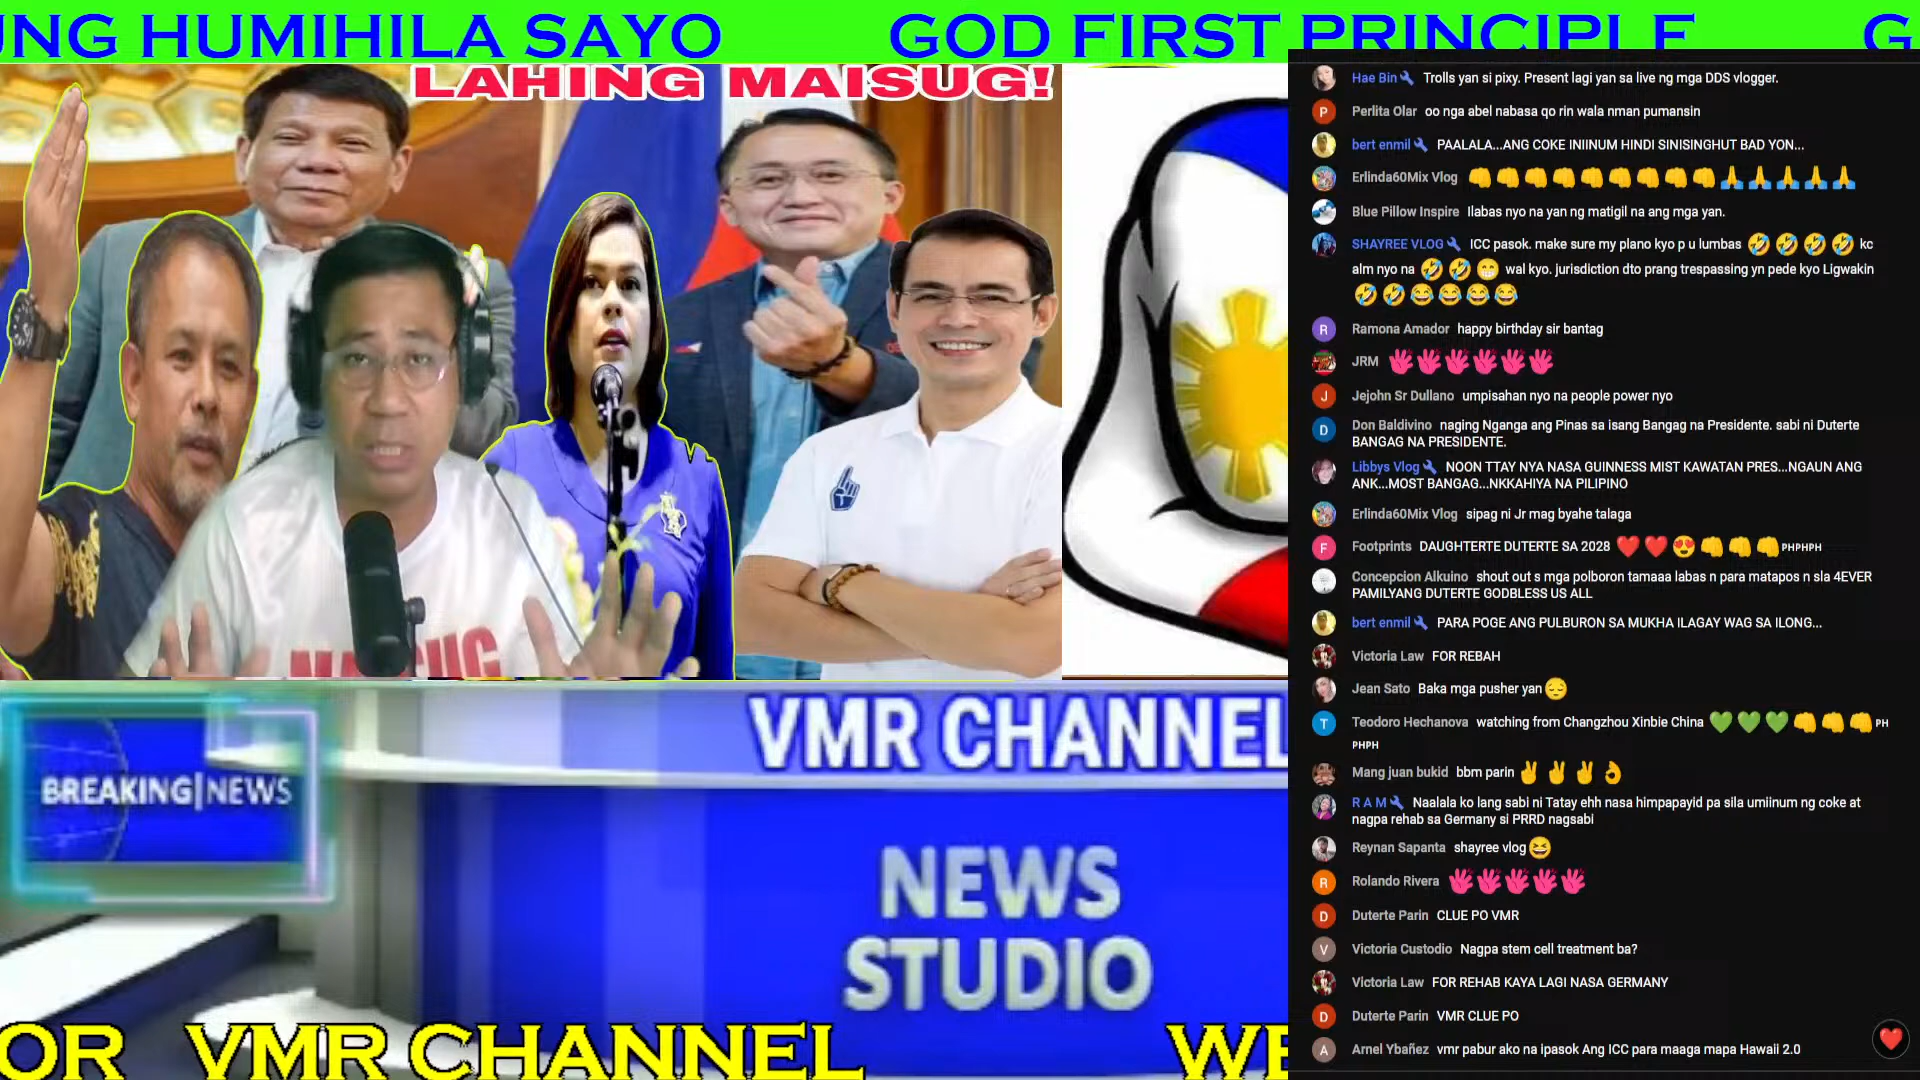 UNG HUMIHILA SAYO GOD FIRST PRINCIPLE G
LAHING MAISUG!
BREAKING|NEWS
VMR CHANNEL
NEWS
STUDIO
OR VMR CHANNEL WE
Hae Bin Trolls yan si pixy. Present lagi yan sa live ng mga DDS vlogger.
P Perlita Olar oo nga abel nabasa qo rin wala nman pumansin
bert enmil PAALALA...ANG COKE INIINUM HINDI SINISINGHUT BAD YON...
Erlinda60Mix Vlog 👊👊👊👊👊👊👊👊👊🙏🙏🙏🙏🙏
Blue Pillow Inspire Ilabas nyo na yan ng matigil na ang mga yan.
SHAYREE VLOG ICC pasok. make sure my plano kyo p u lumbas 🤣🤣🤣🤣 kc
alm nyo na 🤣🤣😁 wal kyo. jurisdiction dto prang trespassing yn pede kyo Ligwakin
🤣🤣😂😂😂😂
R Ramona Amador happy birthday sir bantag
JRM
J Jejohn Sr Dullano umpisahan nyo na people power nyo
D Don Baldivino naging Nganga ang Pinas sa isang Bangag na Presidente. sabi ni Duterte
BANGAG NA PRESIDENTE.
Libbys Vlog NOON TTAY NYA NASA GUINNESS MIST KAWATAN PRES...NGAUN ANG
ANK...MOST BANGAG...NKKAHIYA NA PILIPINO
Erlinda60Mix Vlog sipag ni Jr mag byahe talaga
F Footprints DAUGHTERTE DUTERTE SA 2028 ❤️❤️😍👊👊👊PHPHPH
Concepcion Alkuino shout out s mga polboron tamaaa labas n para matapos n sla 4EVER
PAMILYANG DUTERTE GODBLESS US ALL
bert enmil PARA POGE ANG PULBURON SA MUKHA ILAGAY WAG SA ILONG...
Victoria Law FOR REBAH
Jean Sato Baka mga pusher yan😔
T Teodoro Hechanova watching from Changzhou Xinbie China 💚💚💚👊👊👊PH
PHPH
Mang juan bukid bbm parin ✌️✌️✌️👌
R A M Naalala ko lang sabi ni Tatay ehh nasa himpapayid pa sila umiinum ng coke at
nagpa rehab sa Germany si PRRD nagsabi
Reynan Sapanta shayree vlog😆
R Rolando Rivera
D Duterte Parin CLUE PO VMR
V Victoria Custodio Nagpa stem cell treatment ba?
Victoria Law FOR REHAB KAYA LAGI NASA GERMANY
D Duterte Parin VMR CLUE PO
A Arnel Ybañez vmr pabur ako na ipasok Ang ICC para maaga mapa Hawaii 2.0